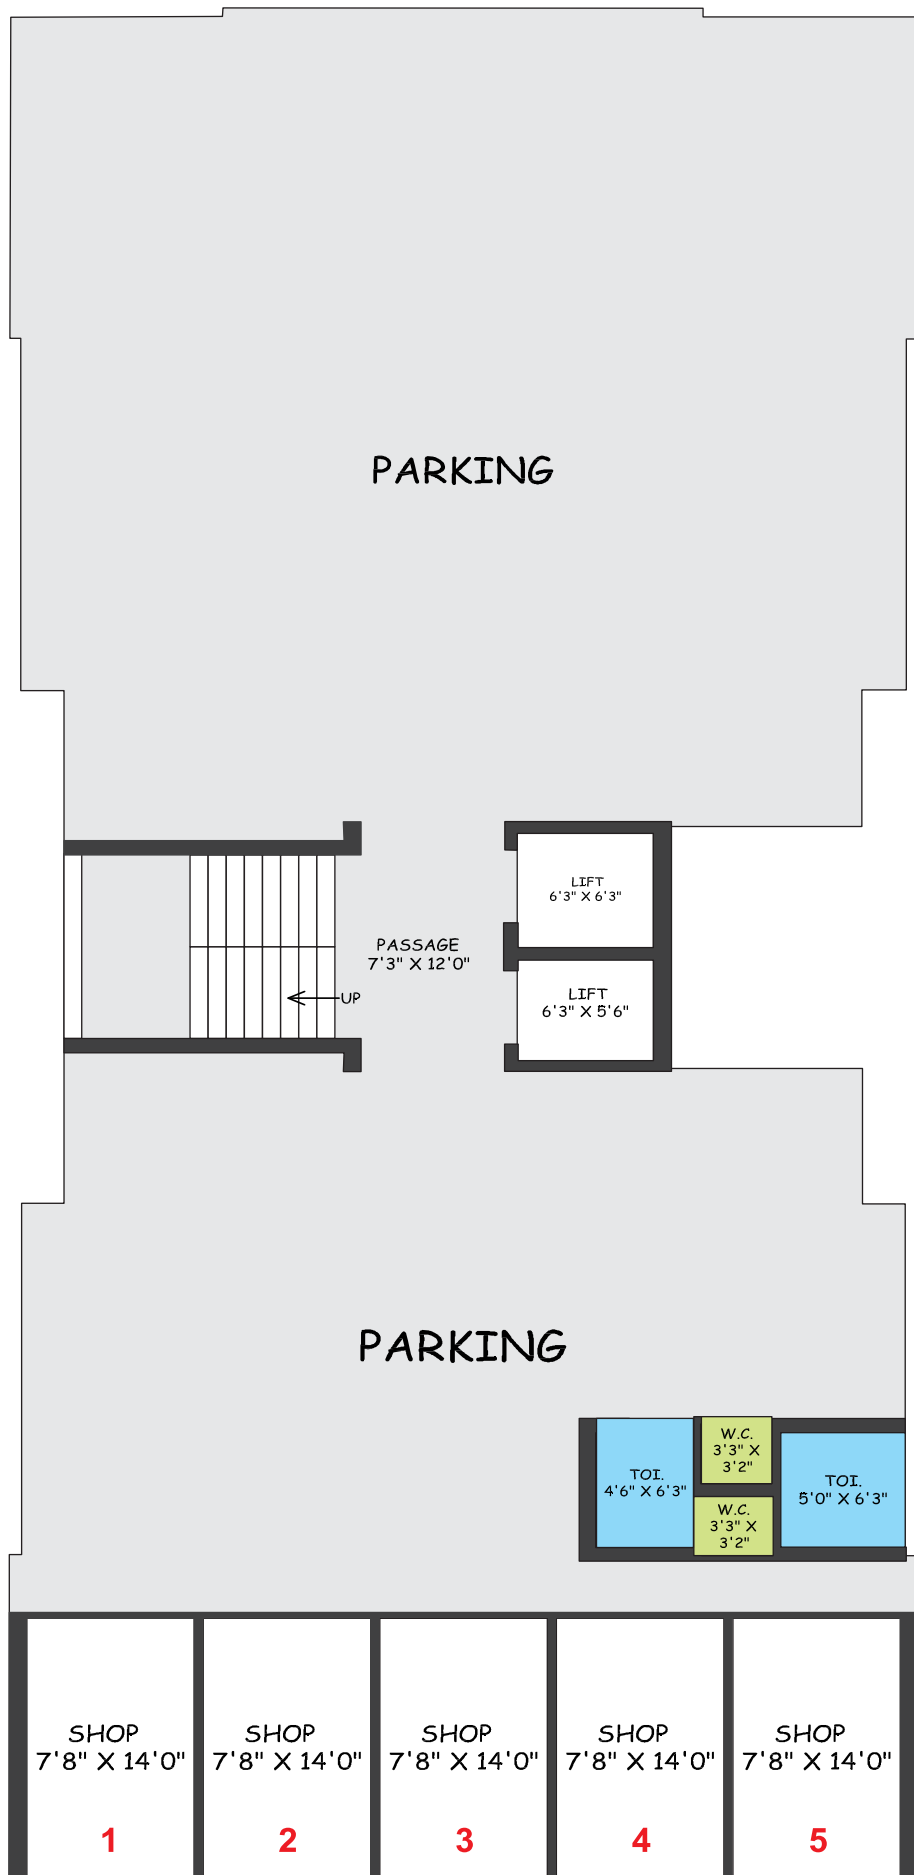 PARKING
LIFT
6'3" X 6'3"
PASSAGE
7'3" X 12'0"
LIFT
6'3" X 5'6"
UP
PARKING
W.C.
3'3" X
3'2"
TOI.
4'6" X 6'3"
TOI.
5'0" X 6'3"
W.C.
3'3" X
3'2"
SHOP
7'8" X 14'0"
1
SHOP
7'8" X 14'0"
2
SHOP
7'8" X 14'0"
3
SHOP
7'8" X 14'0"
4
SHOP
7'8" X 14'0"
5